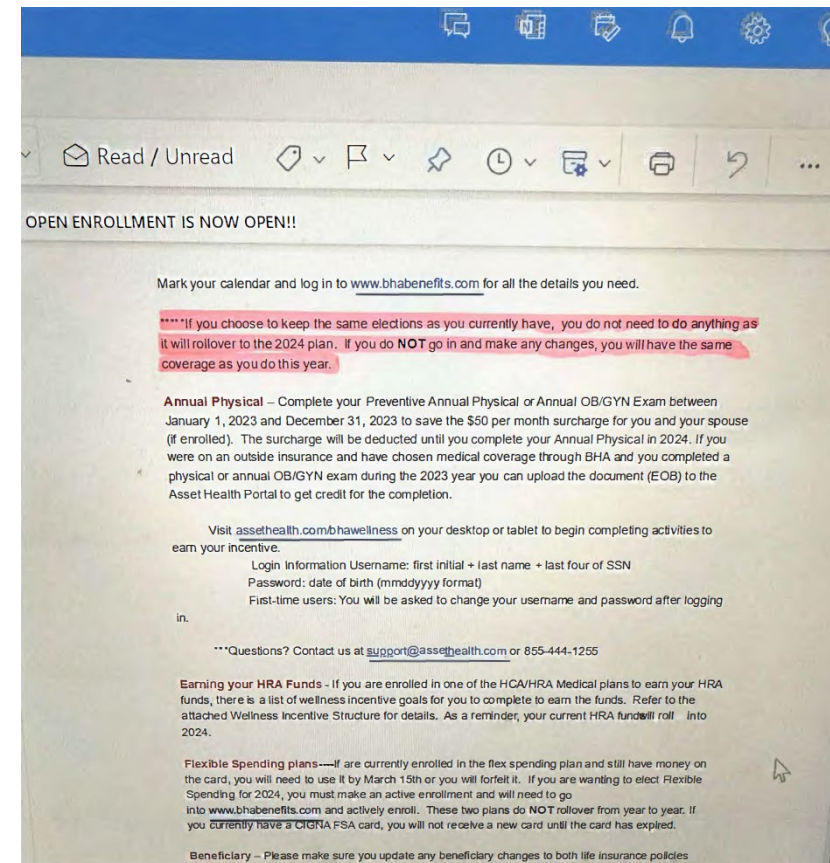 Read / Unread
OPEN ENROLLMENT IS NOW OPEN!!
Mark your calendar and log in to www.bhabenefits.com for all the details you need.
*****If you choose to keep the same elections as you currently have, you do not need to do anything as
it will rollover to the 2024 plan. If you do NOT go in and make any changes, you will have the same
coverage as you do this year.
Annual Physical – Complete your Preventive Annual Physical or Annual OB/GYN Exam between
January 1, 2023 and December 31, 2023 to save the $50 per month surcharge for you and your spouse
(if enrolled). The surcharge will be deducted until you complete your Annual Physical in 2024. If you
were on an outside insurance and have chosen medical coverage through BHA and you completed a
physical or annual OB/GYN exam during the 2023 year you can upload the document (EOB) to the
Asset Health Portal to get credit for the completion.
Visit assethealth.com/bhawellness on your desktop or tablet to begin completing activities to
earn your incentive.
Login Information Username: first initial + last name + last four of SSN
Password: date of birth (mmddyyyy format)
First-time users: You will be asked to change your username and password after logging
in.
***Questions? Contact us at support@assethealth.com or 855-444-1255
Earning your HRA Funds - If you are enrolled in one of the HCA/HRA Medical plans to earn your HRA
funds, there is a list of wellness incentive goals for you to complete to earn the funds. Refer to the
attached Wellness Incentive Structure for details. As a reminder, your current HRA funds will roll into
2024.
Flexible Spending plans----If are currently enrolled in the flex spending plan and still have money on
the card, you will need to use it by March 15th or you will forfeit it. If you are wanting to elect Flexible
Spending for 2024, you must make an active enrollment and will need to go
into www.bhabenefits.com and actively enroll. These two plans do NOT rollover from year to year. If
you currently have a CIGNA FSA card, you will not receive a new card until the card has expired.
Beneficiary – Please make sure you update any beneficiary changes to both life insurance policies